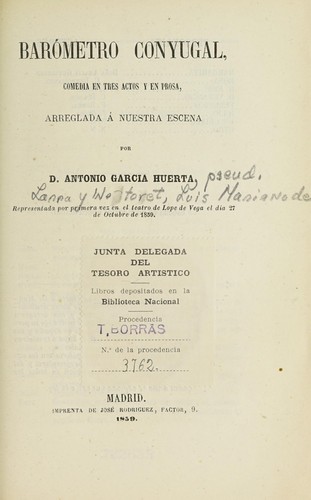 BARÓMETRO CONYUGAL,
COMEDIA EN TRES ACTOS Y EN PROSA,
ARREGLADA Á NUESTRA ESCENA
POR
D. ANTONIO GARCIA HUERTA, pseud.
Larra y Wetoret, Luis Mariano de
Representada por primera vez en el teatro de Lope de Vega el dia 27
de Octubre de 1859.
JUNTA DELEGADA
DEL
TESORO ARTISTICO
Libros depositados en la
Biblioteca Nacional
Procedencia
T. BORRAS
N.º de la procedencia
3762.
MADRID.
IMPRENTA DE JOSÉ RODRIGUEZ, FACTOR, 9.
1859.